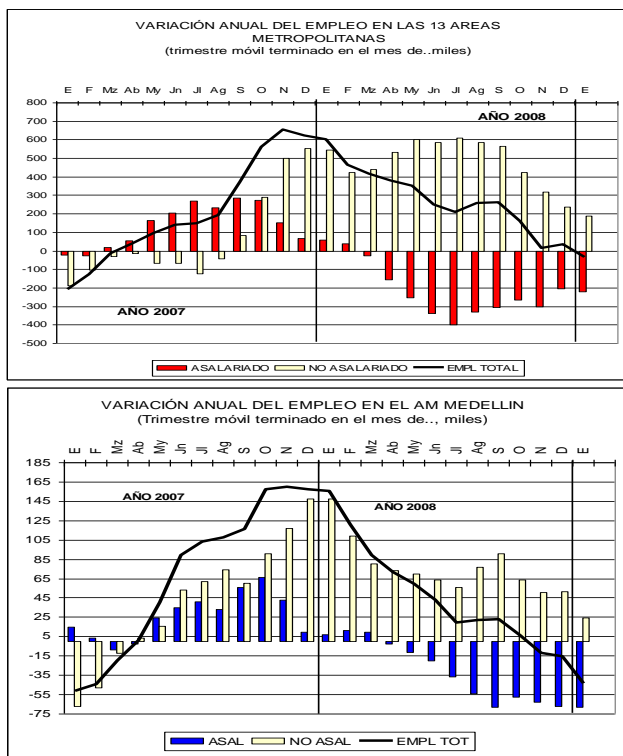 VARIACIÓN ANUAL DEL EMPLEO EN LAS 13 AREAS
METROPOLITANAS
(trimestre móvil terminado en el mes de..miles)
E F Mz Ab My Jn Jl Ag S O N D E F Mz Ab My Jn Jl Ag S O N D E
800
AÑO 2008
700
600
500
400
300
200
100
0
-100
-200
-300
AÑO 2007
-400
-500
ASALARIADO NO ASALARIADO EMPL TOTAL
VARIACIÓN ANUAL DEL EMPLEO EN EL AM MEDELLIN
(Trimestre móvil terminado en el mes de.., miles)
E F Mz Ab My Jn Jl Ag S O N D E F Mz Ab My Jn Jl Ag S O N D E
185
165
AÑO 2007
145
AÑO 2008
125
105
85
65
45
25
5
-15
-35
-55
-75
ASAL NO ASAL EMPL TOT